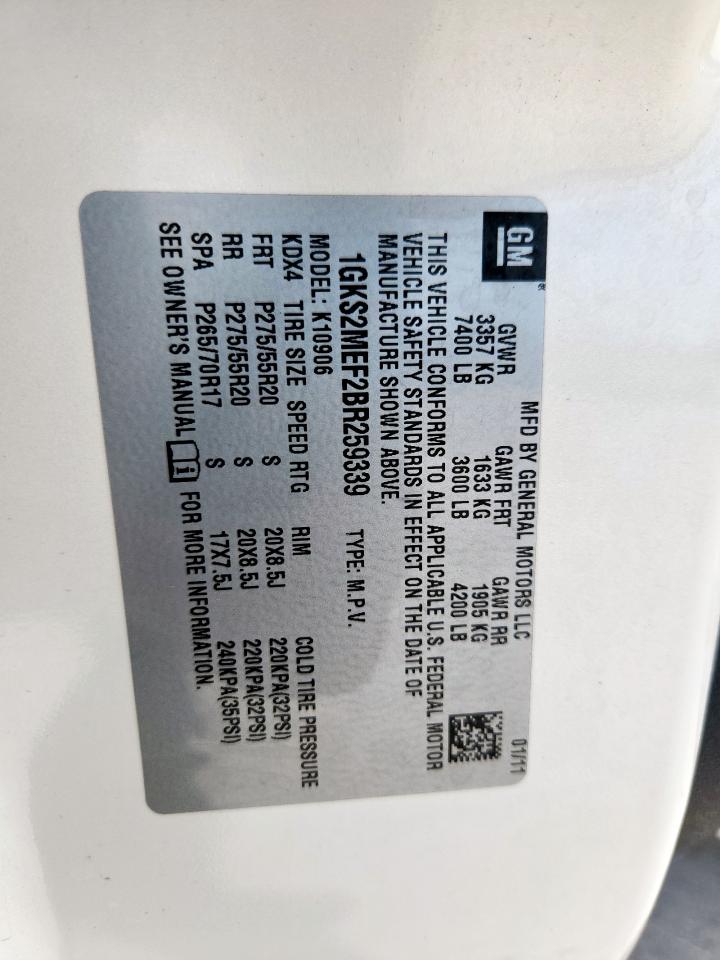 MFD BY GENERAL MOTORS LLC 01/11
GM ®
GVWR GAWR FRT GAWR RR
3357 KG 1633 KG 1905 KG
7400 LB 3600 LB 4200 LB
THIS VEHICLE CONFORMS TO ALL APPLICABLE U.S. FEDERAL MOTOR
VEHICLE SAFETY STANDARDS IN EFFECT ON THE DATE OF
MANUFACTURE SHOWN ABOVE.
1GKS2MEF2BR259339 TYPE: M.P.V.
MODEL: K10906
KDX4 TIRE SIZE SPEED RTG RIM COLD TIRE PRESSURE
FRT P275/55R20 S 20X8.5J 220KPA(32PSI)
RR P275/55R20 S 20X8.5J 220KPA(32PSI)
SPA P265/70R17 S 17X7.5J 240KPA(35PSI)
SEE OWNER'S MANUAL i FOR MORE INFORMATION.